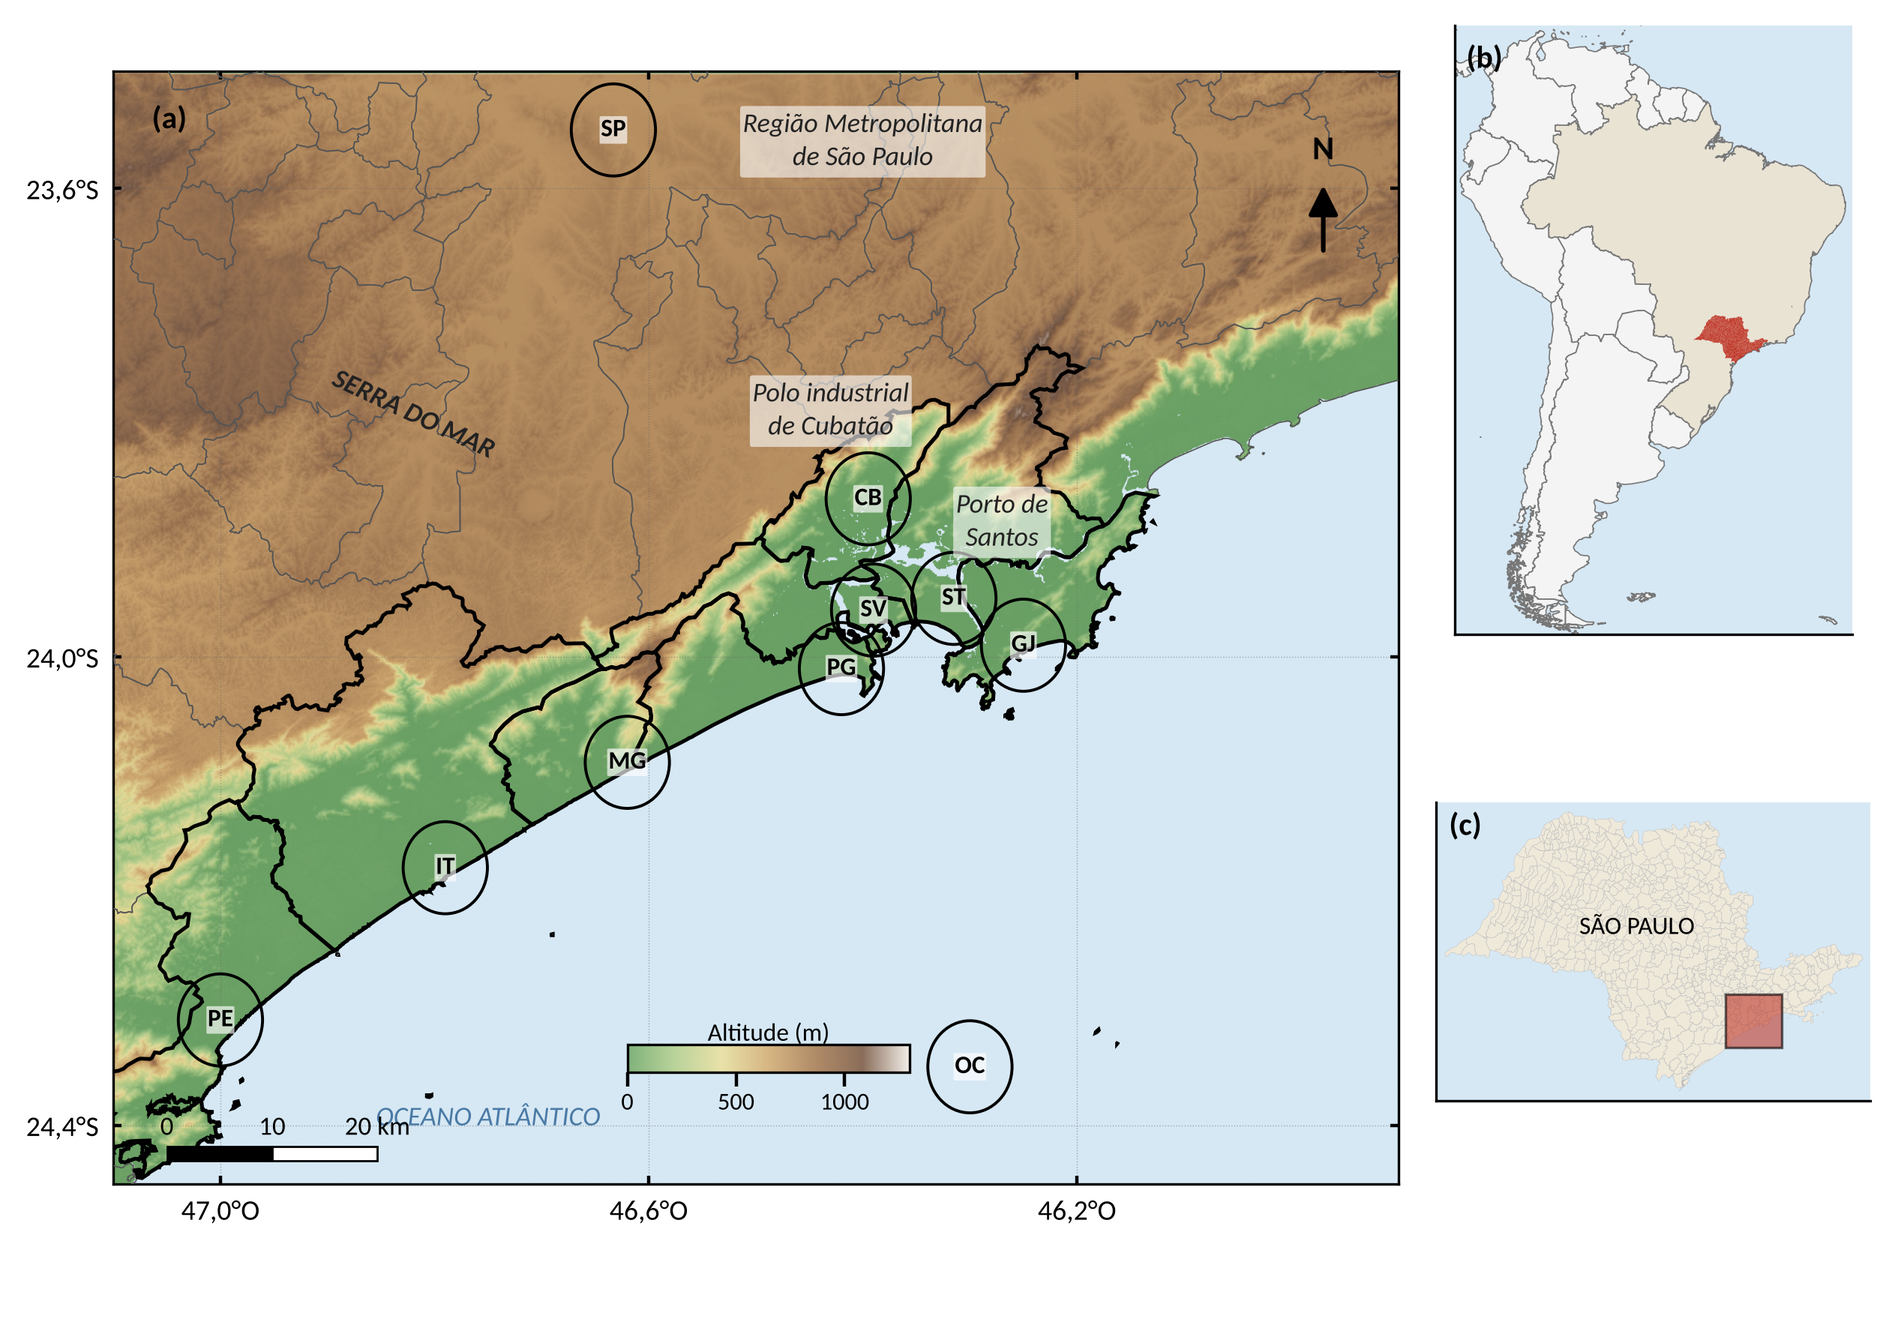 (a)
SP
Região Metropolitana
de São Paulo
N
23,6°S
SERRA DO MAR
Polo industrial
de Cubatão
CB
Porto de
Santos
SV
ST
GJ
24,0°S
PG
MG
IT
PE
Altitude (m)
0 500 1000
OC
OCEANO ATLÂNTICO
24,4°S
0 10 20 km
47,0°O 46,6°O 46,2°O
(b)
(c)
SÃO PAULO